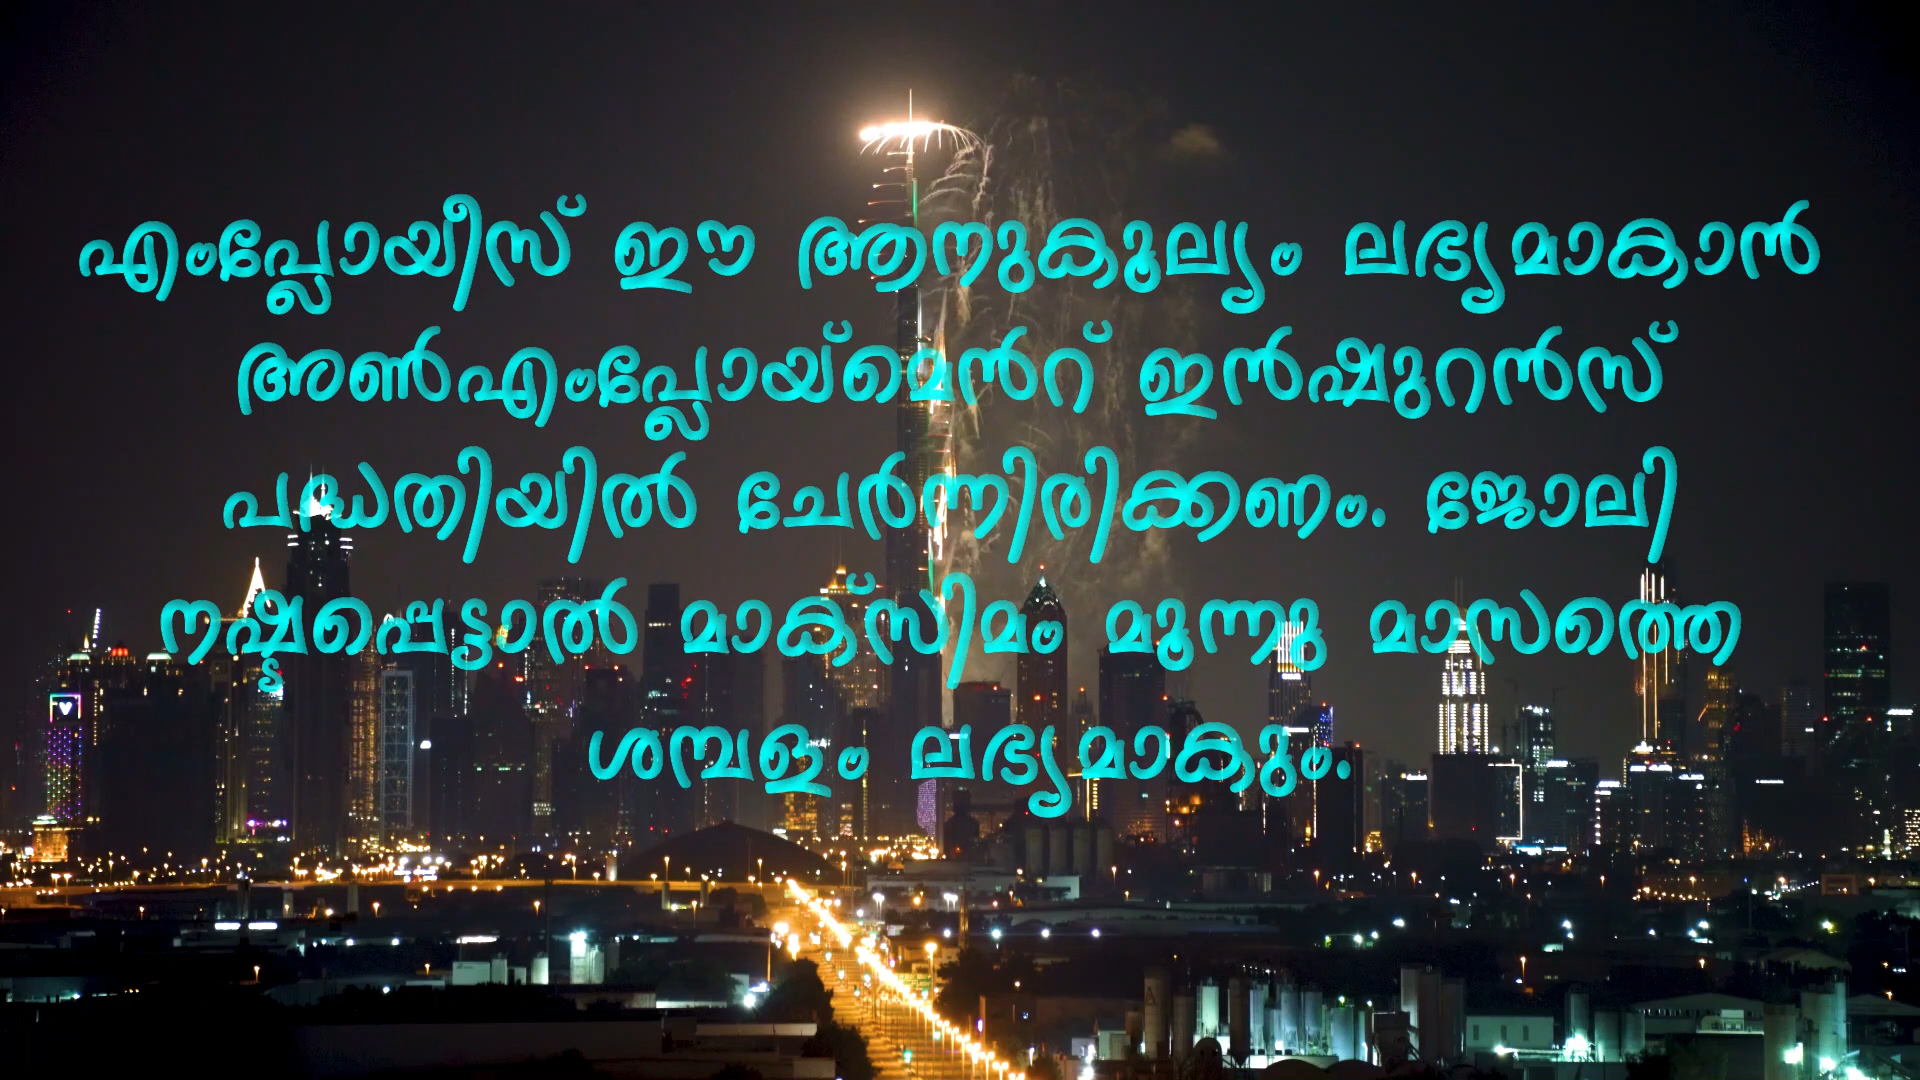 എംപ്ലോയീസ് ഈ ആനുകൂല്യം ലഭ്യമാകാൻ
അൺഎംപ്ലോയ്മെൻറ് ഇൻഷുറൻസ്
പദ്ധതിയിൽ ചേർന്നിരിക്കണം. ജോലി
നഷ്ടപ്പെട്ടാൽ മാക്സിമം മൂന്നു മാസത്തെ
ശമ്പളം ലഭ്യമാകും.